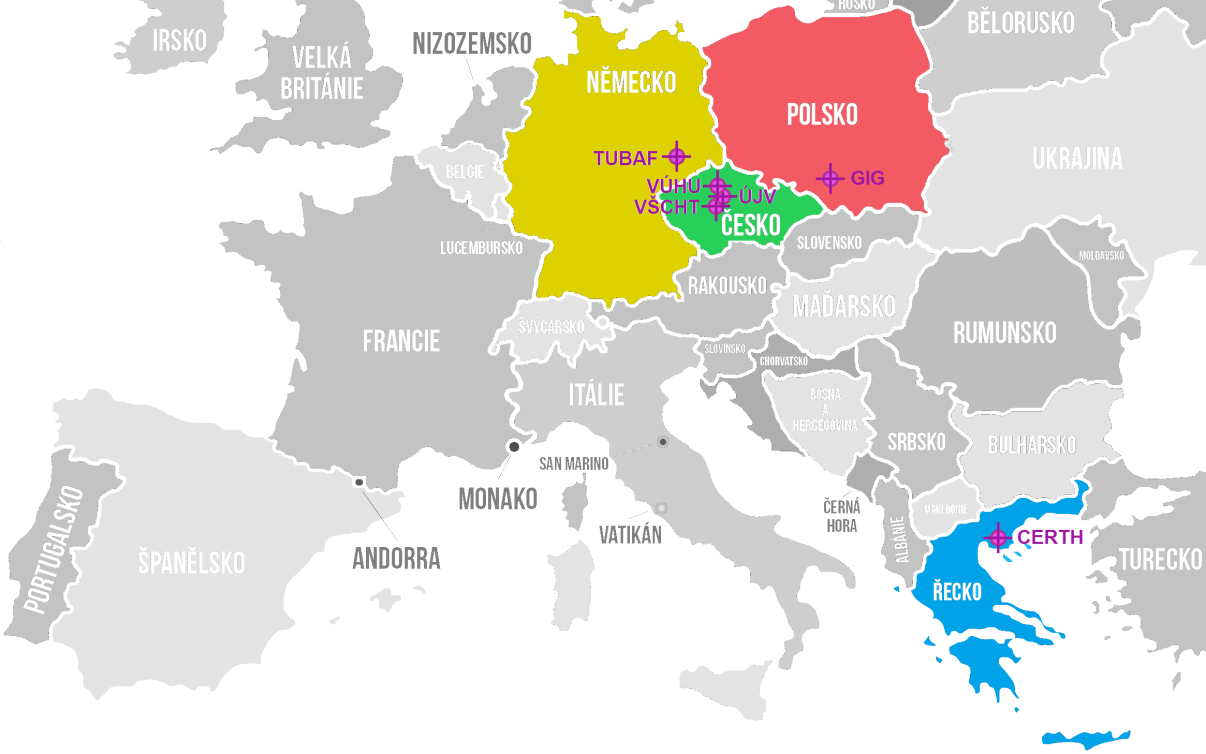 RUSKO
BĚLORUSKO
IRSKO
NIZOZEMSKO
VELKÁ
BRITÁNIE
NĚMECKO
POLSKO
UKRAJINA
TUBAF
BELGIE
GIG
VÚHU
ÚJV
VŠCHT
ČESKO
LUCEMBURSKO
SLOVENSKO
MOLDAVSKO
RAKOUSKO
MAĎARSKO
ŠVÝCARSKO
FRANCIE
RUMUNSKO
SLOVINSKO
CHORVATSKO
ITÁLIE
BOSNA
A
HERCEGOVINA
SRBSKO
BULHARSKO
SAN MARINO
MONAKO
ČERNÁ
HORA
MAKEDONIE
VATIKÁN
ALBÁNIE
CERTH
PORTUGALSKO
ŠPANĚLSKO
ANDORRA
TURECKO
ŘECKO